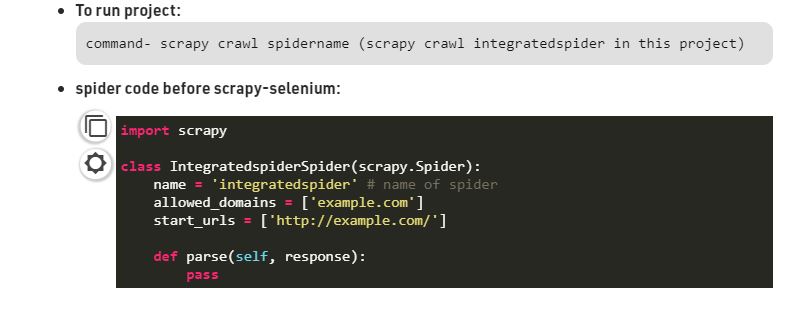 To run project:
command- scrapy crawl spidername (scrapy crawl integratedspider in this project)
spider code before scrapy-selenium:
import scrapy
class IntegratedspiderSpider(scrapy.Spider):
    name = 'integratedspider' # name of spider
    allowed_domains = ['example.com']
    start_urls = ['http://example.com/']
    def parse(self, response):
        pass